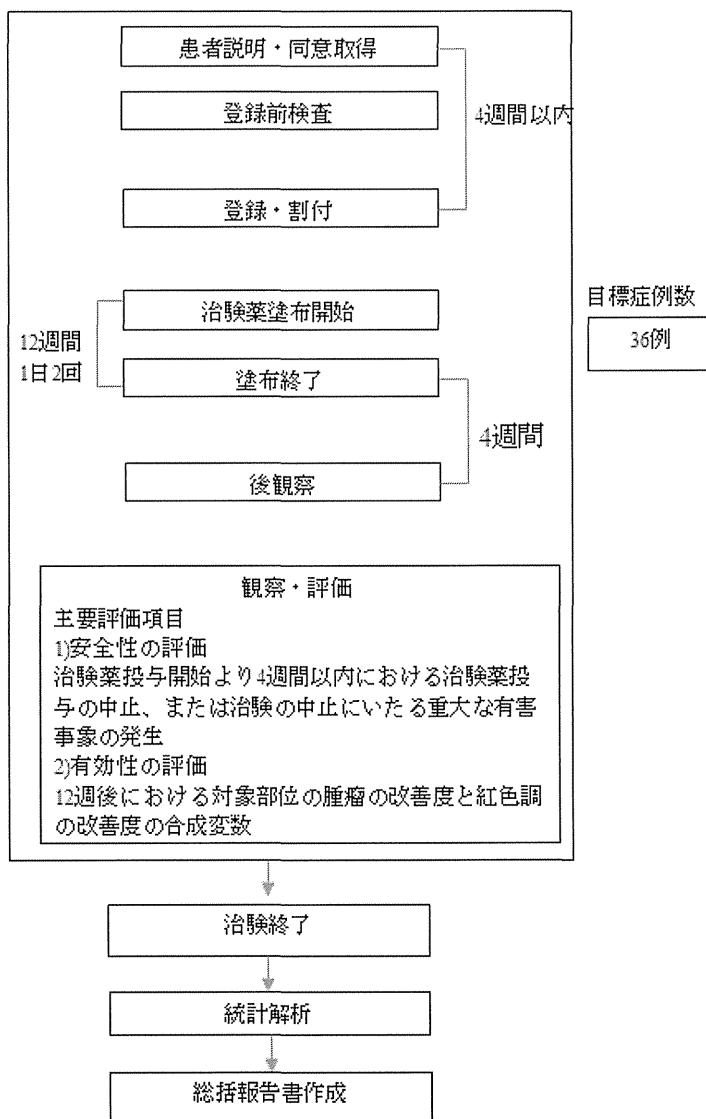 患者説明・同意取得
登録前検査
4週間以内
登録・割付
目標症例数
36例
治験薬塗布開始
12週間
1日2回
塗布終了
4週間
後観察
観察・評価
主要評価項目
1)安全性の評価
治験薬投与開始より4週間以内における治験薬投
与の中止、または治験の中止にいたる重大な有害
事象の発生
2)有効性の評価
12週後における対象部位の腫瘤の改善度と紅色調
の改善度の合成変数
治験終了
統計解析
総括報告書作成